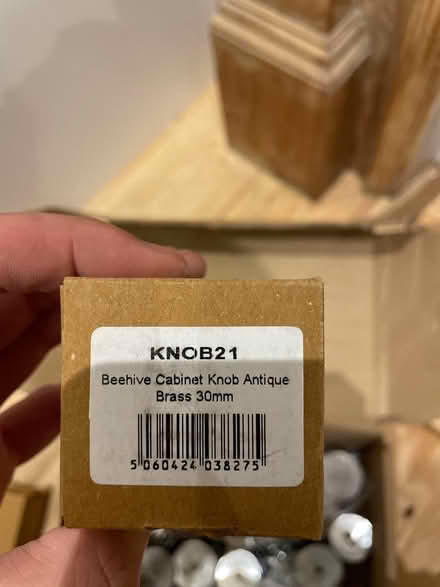 KNOB21
Beehive Cabinet Knob Antique
Brass 30mm
5 060424 038275